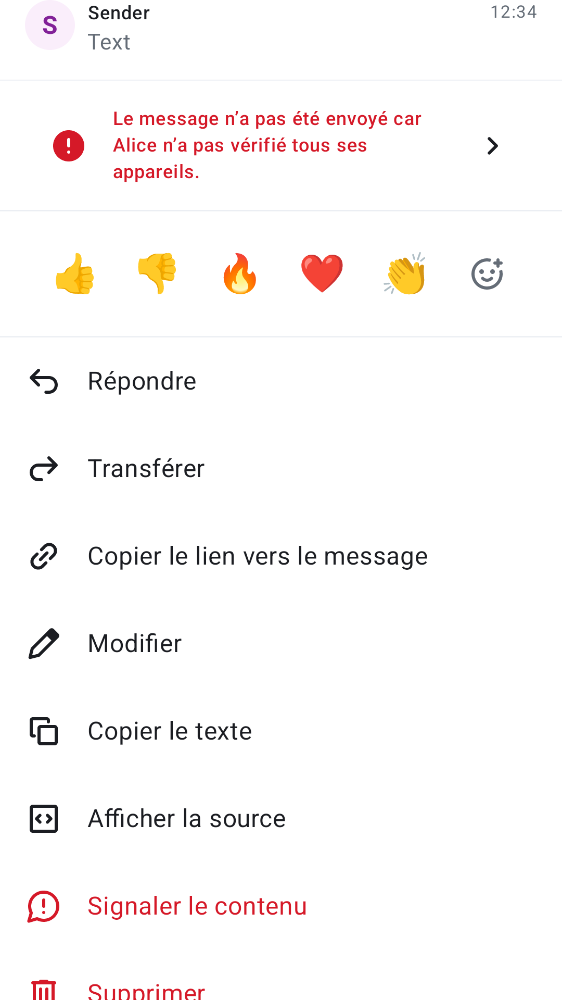 S
Sender
12:34
Text
Le message n’a pas été envoyé car
Alice n’a pas vérifié tous ses
appareils.
Répondre
Transférer
Copier le lien vers le message
Modifier
Copier le texte
Afficher la source
Signaler le contenu
Supprimer